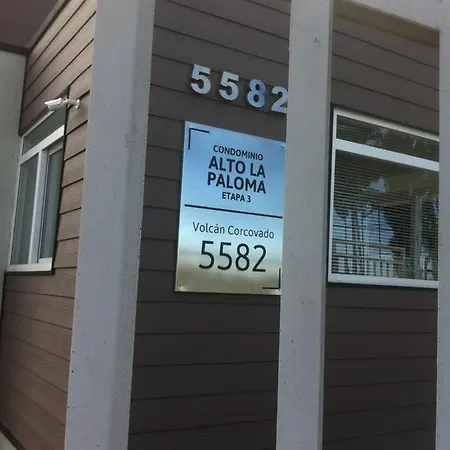 5582
CONDOMINIO
ALTO LA
PALOMA
ETAPA 3
Volcán Corcovado
5582